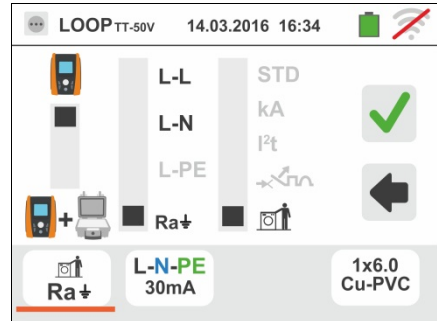 LOOP TT-50V 14.03.2016 16:34
L-L STD
L-N kA
I²t
L-PE
Ra
Ra
L-N-PE
30mA
1x6.0
Cu-PVC